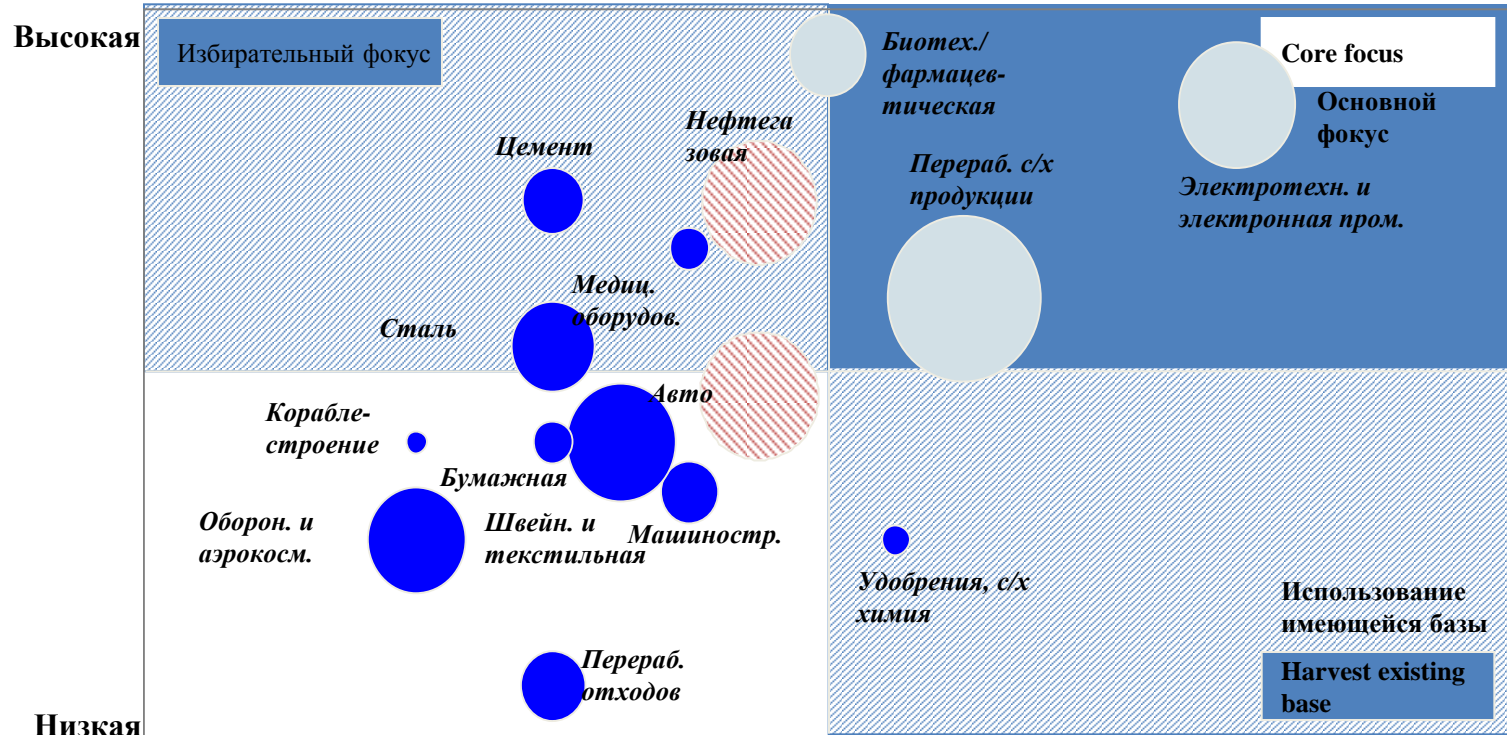 Высокая
Избирательный фокус
Биотех./
фармацев-
тическая
Core focus
Основной
фокус
Нефтега
зовая
Цемент
Перераб. с/х
продукции
Электротехн. и
электронная пром.
Медиц.
оборудов.
Сталь
Авто
Корабле-
строение
Бумажная
Оборон. и
аэрокосм.
Швейн. и
текстильная
Машиностр.
Удобрения, с/х
химия
Использование
имеющейся базы
Перераб.
отходов
Harvest existing
base
Низкая